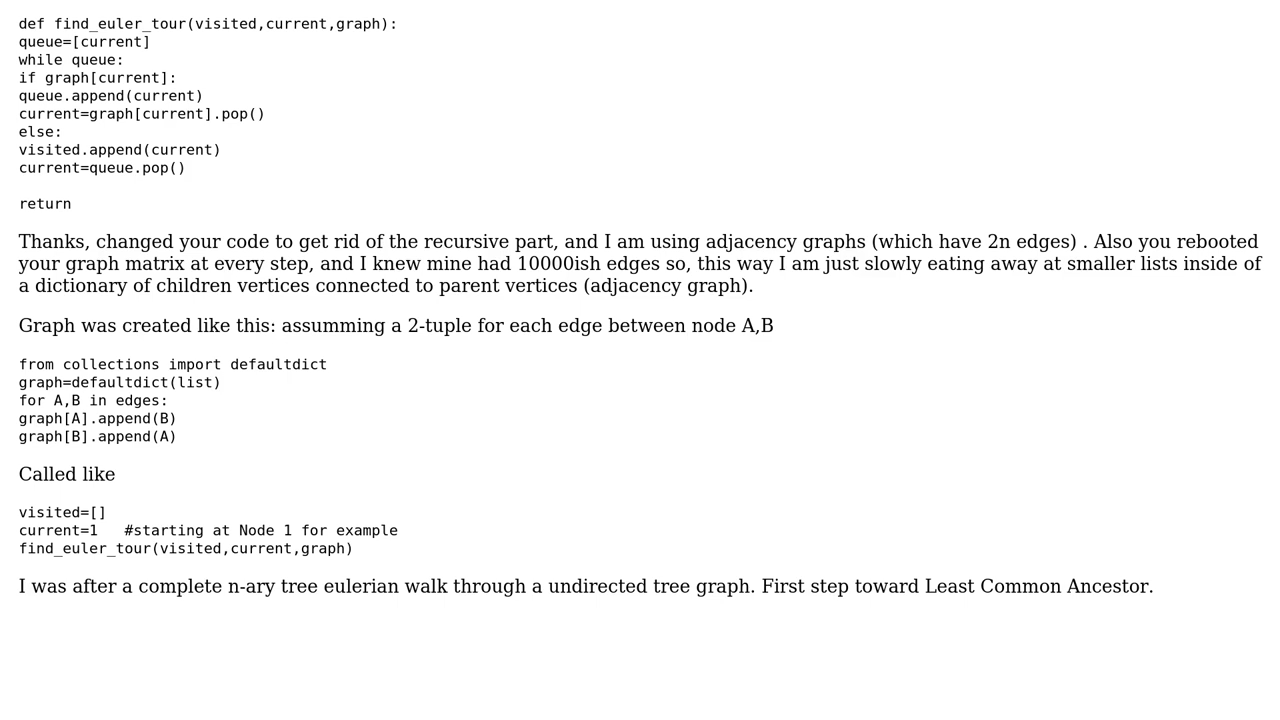 def find_euler_tour(visited,current,graph):
queue=[current]
while queue:
if graph[current]:
queue.append(current)
current=graph[current].pop()
else:
visited.append(current)
current=queue.pop()
return
Thanks, changed your code to get rid of the recursive part, and I am using adjacency graphs (which have 2n edges) . Also you rebooted
your graph matrix at every step, and I knew mine had 10000ish edges so, this way I am just slowly eating away at smaller lists inside of
a dictionary of children vertices connected to parent vertices (adjacency graph).
Graph was created like this: assumming a 2-tuple for each edge between node A,B
from collections import defaultdict
graph=defaultdict(list)
for A,B in edges:
graph[A].append(B)
graph[B].append(A)
Called like
visited=[]
current=1   #starting at Node 1 for example
find_euler_tour(visited,current,graph)
I was after a complete n-ary tree eulerian walk through a undirected tree graph. First step toward Least Common Ancestor.